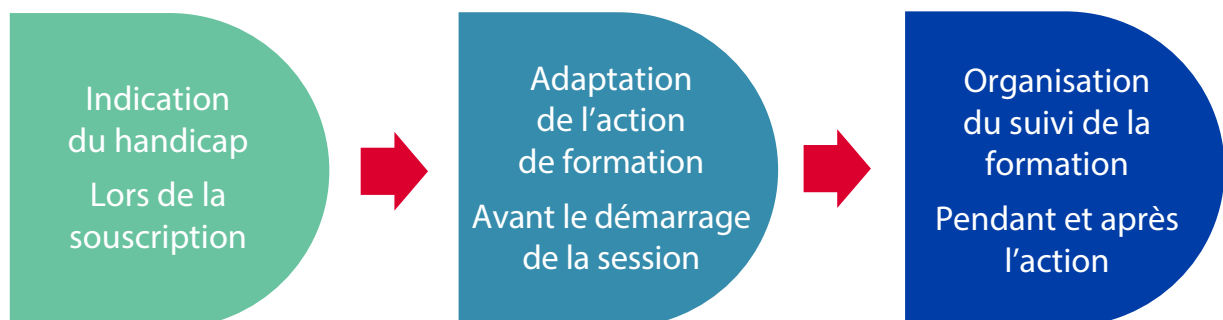 Indication
du handicap
Lors de la
souscription
Adaptation
de l’action
de formation
Avant le démarrage
de la session
Organisation
du suivi de la
formation
Pendant et après
l’action